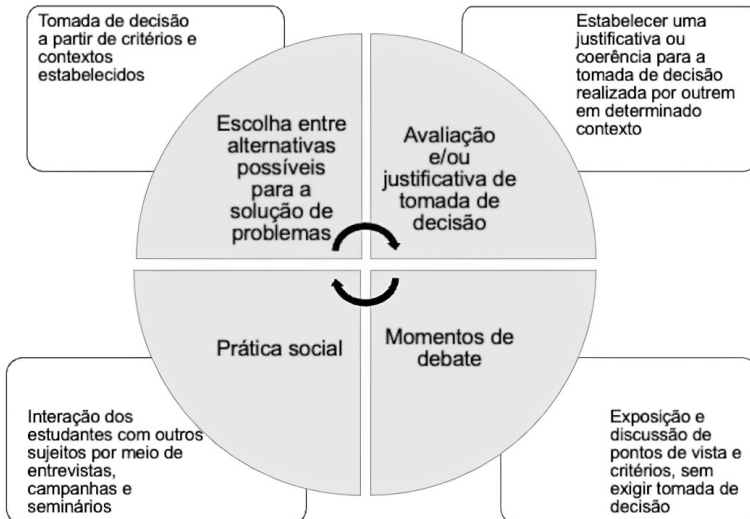 Tomada de decisão
a partir de critérios e
contextos
estabelecidos
Estabelecer uma
justificativa ou
coerência para a
tomada de decisão
realizada por outrem
em determinado
contexto
Escolha entre
alternativas
possíveis
para a
solução de
problemas
Avaliação
e/ou
justificativa de
tomada de
decisão
Prática social
Momentos de
debate
Interação dos
estudantes com outros
sujeitos por meio de
entrevistas,
campanhas e
seminários
Exposição e
discussão de
pontos de vista e
critérios, sem
exigir tomada de
decisão